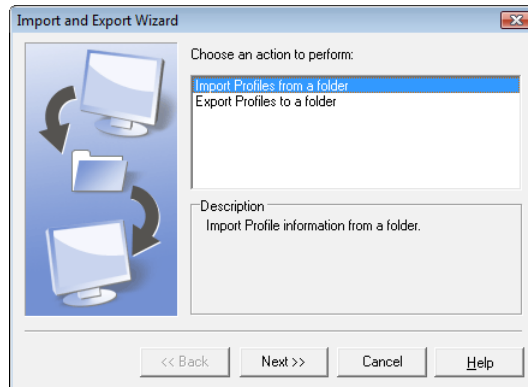 Import and Export Wizard
Choose an action to perform:
Import Profiles from a folder
Export Profiles to a folder
Description
Import Profile information from a folder.
<< Back
Next >>
Cancel
Help